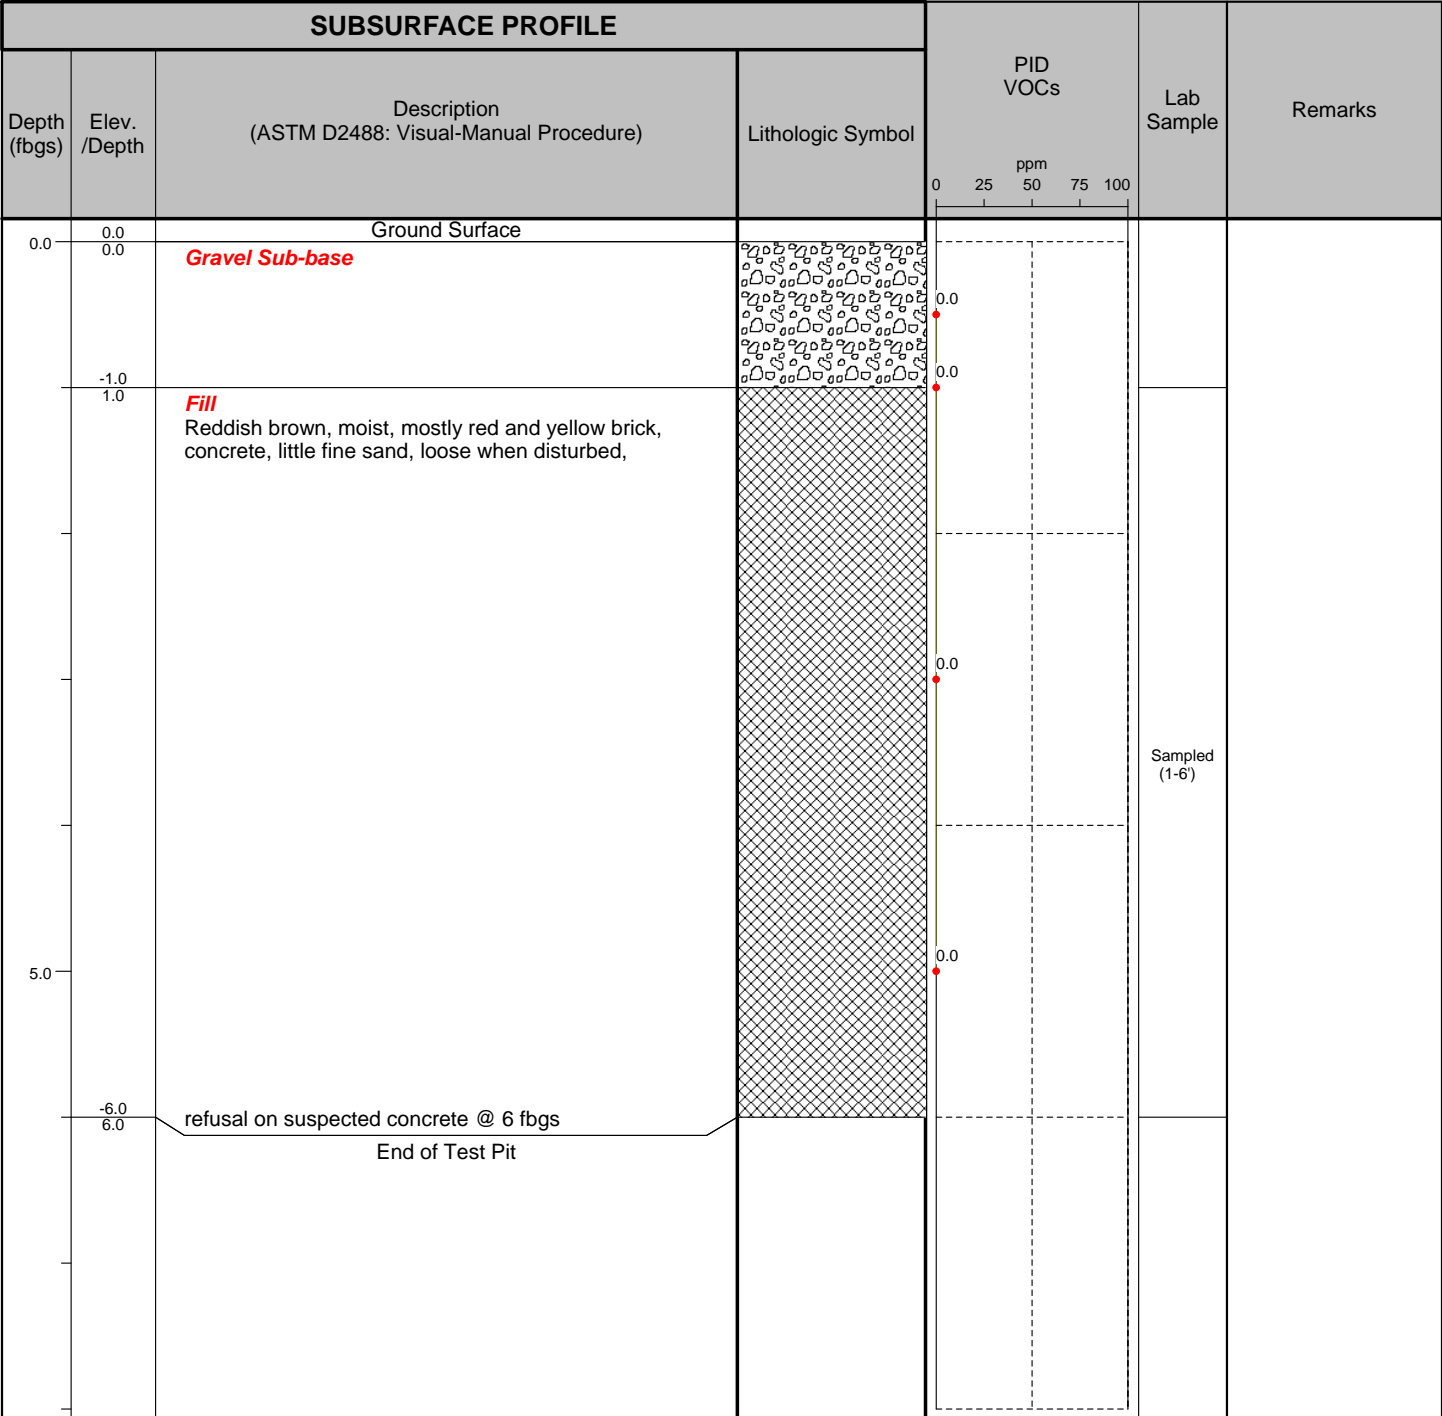 SUBSURFACE PROFILE
Depth
(fbgs)
Elev.
/Depth
Description
(ASTM D2488: Visual-Manual Procedure)
Lithologic Symbol
PID
VOCs
ppm
0 25 50 75 100
Lab
Sample
Remarks
0.0
0.0
0.0
Ground Surface
Gravel Sub-base
0.0
0.0
-1.0
1.0
Fill
Reddish brown, moist, mostly red and yellow brick,
concrete, little fine sand, loose when disturbed,
0.0
Sampled
(1-6')
0.0
5.0
-6.0
6.0
refusal on suspected concrete @ 6 fbgs
End of Test Pit